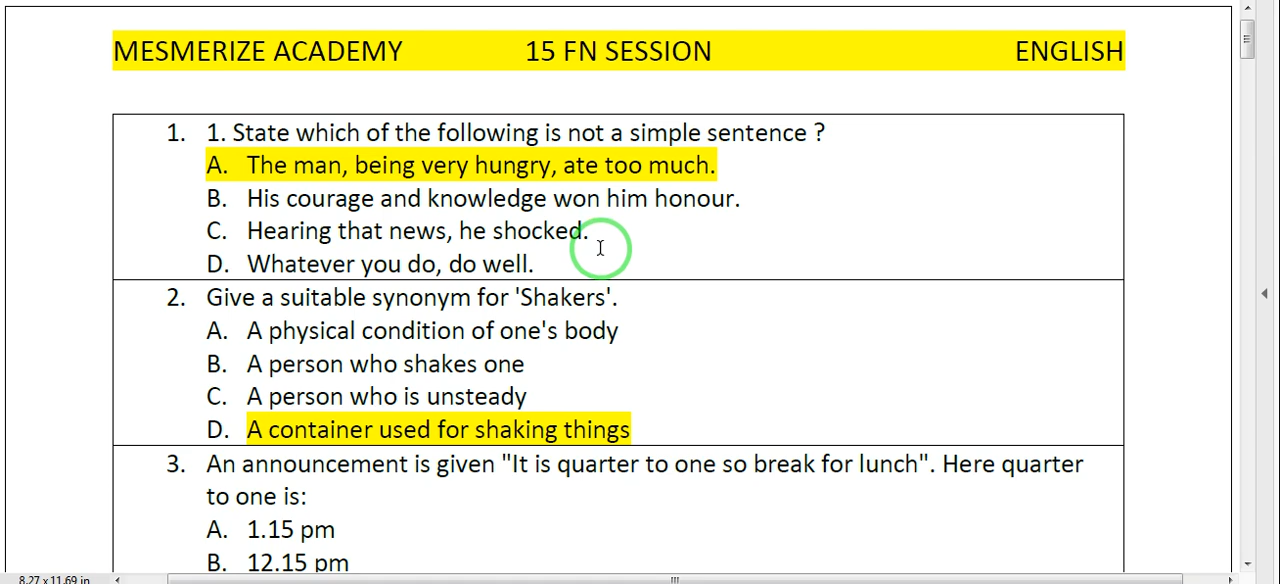 MESMERIZE ACADEMY 15 FN SESSION ENGLISH
1. 1. State which of the following is not a simple sentence ?
A. The man, being very hungry, ate too much.
B. His courage and knowledge won him honour.
C. Hearing that news, he shocked.
D. Whatever you do, do well.
2. Give a suitable synonym for 'Shakers'.
A. A physical condition of one's body
B. A person who shakes one
C. A person who is unsteady
D. A container used for shaking things
3. An announcement is given "It is quarter to one so break for lunch". Here quarter
to one is:
A. 1.15 pm
B. 12.15 pm
8.27 x 11.69 in